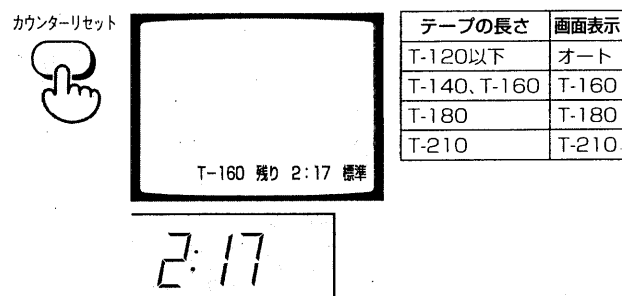 カウンターリセット
T-160 残り 2:17 標準
2:17
テープの長さ 画面表示
T-120以下 オート
T-140、T-160 T-160
T-180 T-180
T-210 T-210